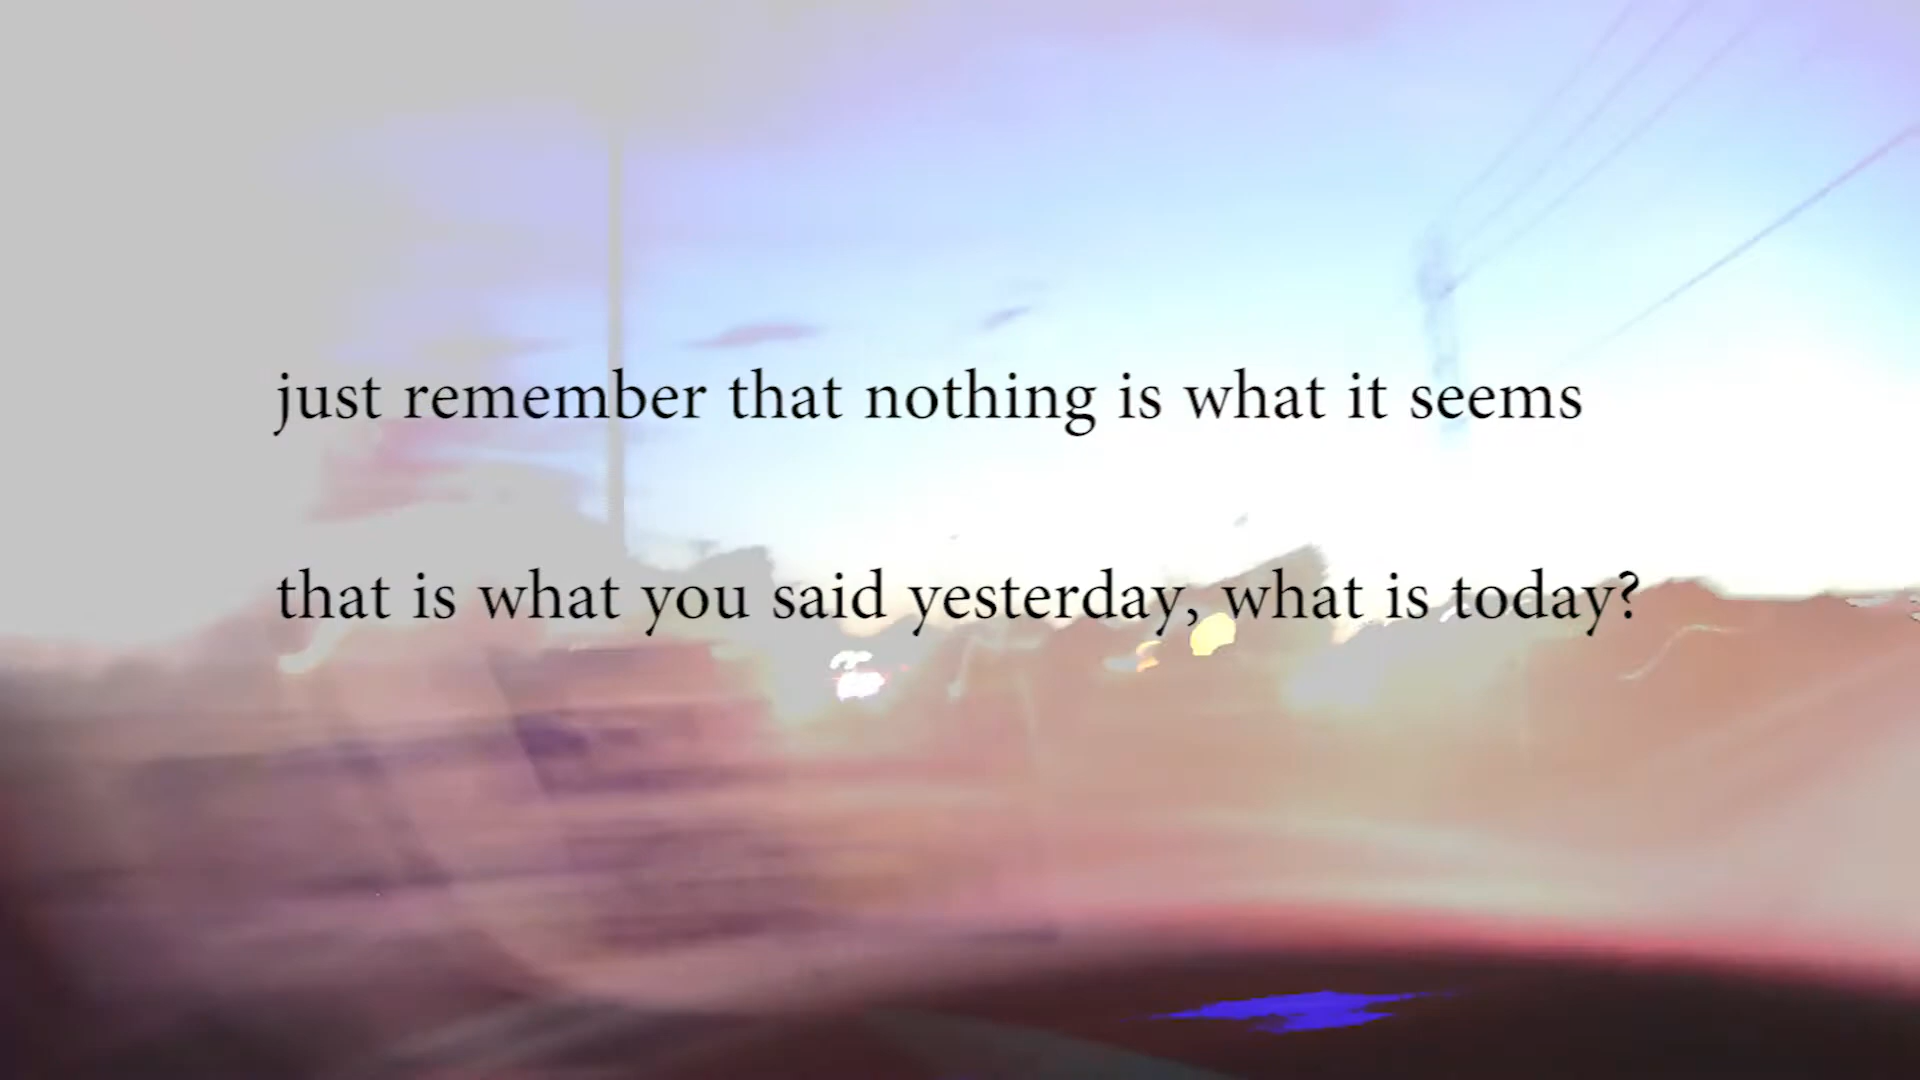 just remember that nothing is what it seems
that is what you said yesterday, what is today?